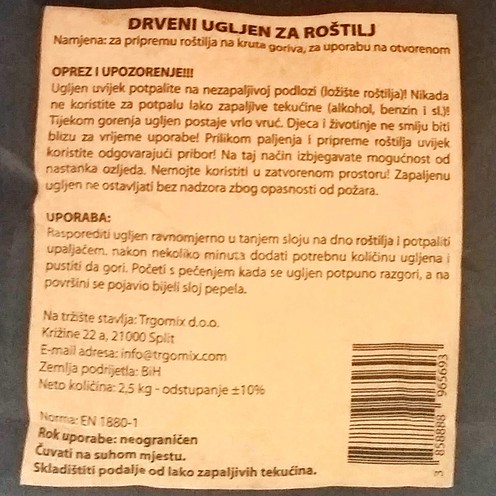 DRVENI UGLJEN ZA ROŠTILJ
Namjena: za pripremu roštilja na kruta goriva, za uporabu na otvorenom
OPREZ I UPOZORENJE!!!
Ugljen uvijek potpalite na nezapaljivoj podlozi (ložište roštilja)! Nikada
ne koristite za potpalu lako zapaljive tekućine (alkohol, benzin i sl.)!
Tijekom gorenja ugljen postaje vrlo vruć. Djeca i životinje ne smiju biti
blizu za vrijeme uporabe! Prilikom paljenja i pripreme roštilja uvijek
koristite odgovarajući pribor! Na taj način izbjegavate mogućnost od
nastanka ozljeda. Nemojte koristiti u zatvorenom prostoru! Zapaljenu
ugljen ne ostavljati bez nadzora zbog opasnosti od požara.
UPORABA:
Rasporediti ugljen ravnomjerno u tanjem sloju na dno roštilja i potpaliti
upaljačem. nakon nekoliko minuta dodati potrebnu količinu ugljena i
pustiti da gori. Početi s pečenjem kada se ugljen potpuno razgori, a na
površini se pojavio bijeli sloj pepela.
Na tržište stavlja: Trgomix d.o.o.
Križine 22 a, 21000 Split
E-mail adresa: info@trgomix.com
Zemlja podrijetla: BiH
Neto količina: 2,5 kg - odstupanje ±10%
Norma: EN 1880-1
Rok uporabe: neograničen
Čuvati na suhom mjestu.
Skladištiti podalje od lako zapaljivih tekućina.
3 858888 965693